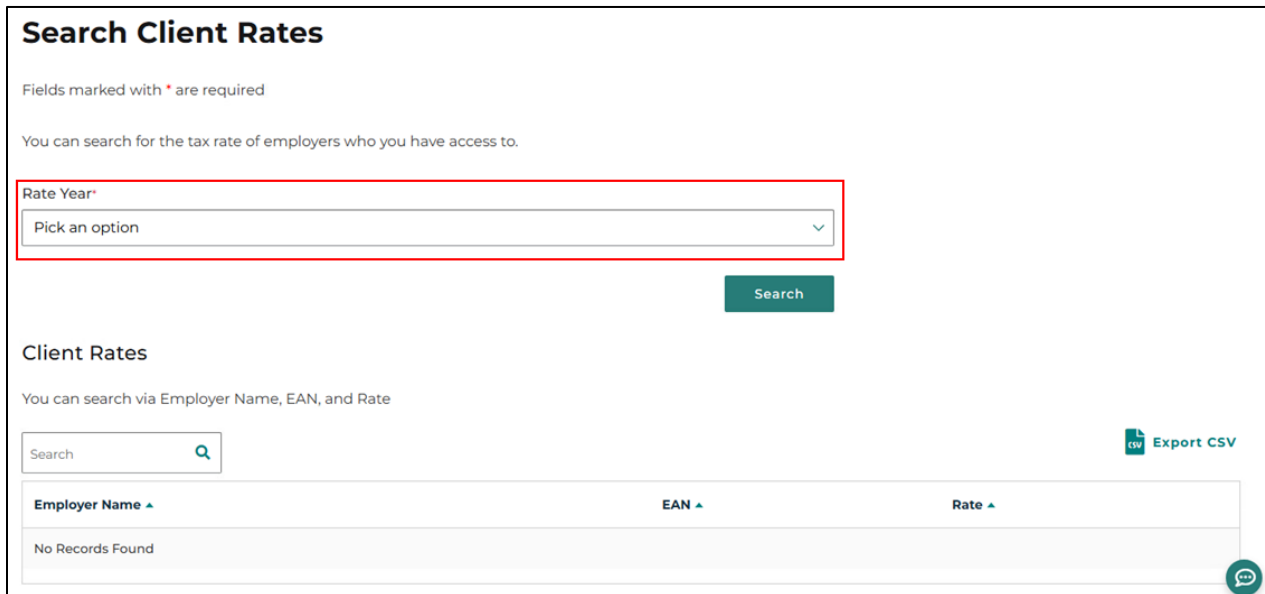 Search Client Rates
Fields marked with * are required
You can search for the tax rate of employers who you have access to.
Rate Year*
Pick an option
Search
Client Rates
You can search via Employer Name, EAN, and Rate
Search
CSV Export CSV
Employer Name EAN Rate
No Records Found